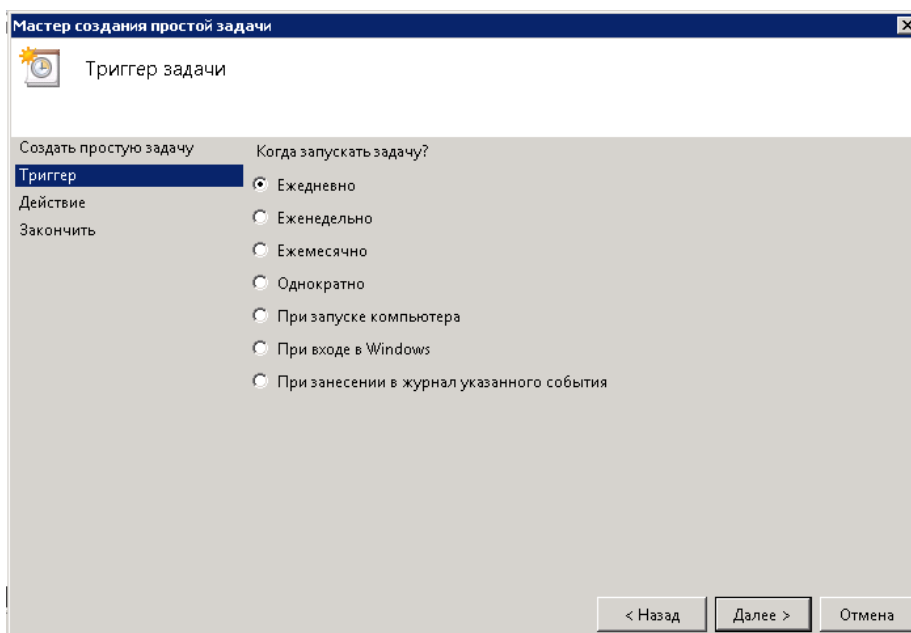 Мастер создания простой задачи
Триггер задачи
Создать простую задачу
Триггер
Действие
Закончить
Когда запускать задачу?
Ежедневно
Еженедельно
Ежемесячно
Однократно
При запуске компьютера
При входе в Windows
При занесении в журнал указанного события
< Назад
Далее >
Отмена